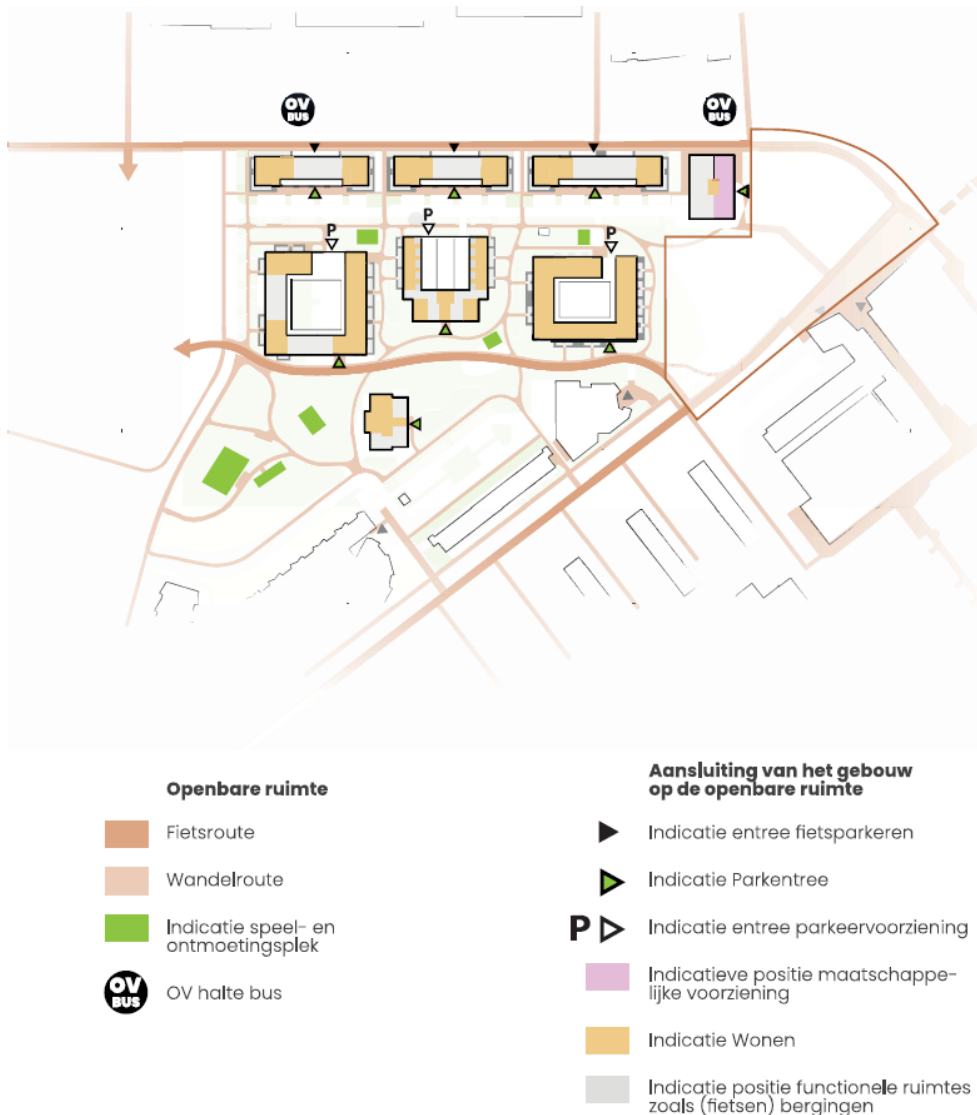 OV
BUS
OV
BUS
P
P
P
Openbare ruimte
Fietsroute
Wandelroute
Indicatie speel- en
ontmoetingsplek
OV
BUS
OV halte bus
Aansluiting van het gebouw
op de openbare ruimte
Indicatie entree fietsparkeren
Indicatie Parkentree
P
Indicatie entree parkeervoorziening
Indicatieve positie maatschappe-
lijke voorziening
Indicatie Wonen
Indicatie positie functionele ruimtes
zoals (fietsen) bergingen